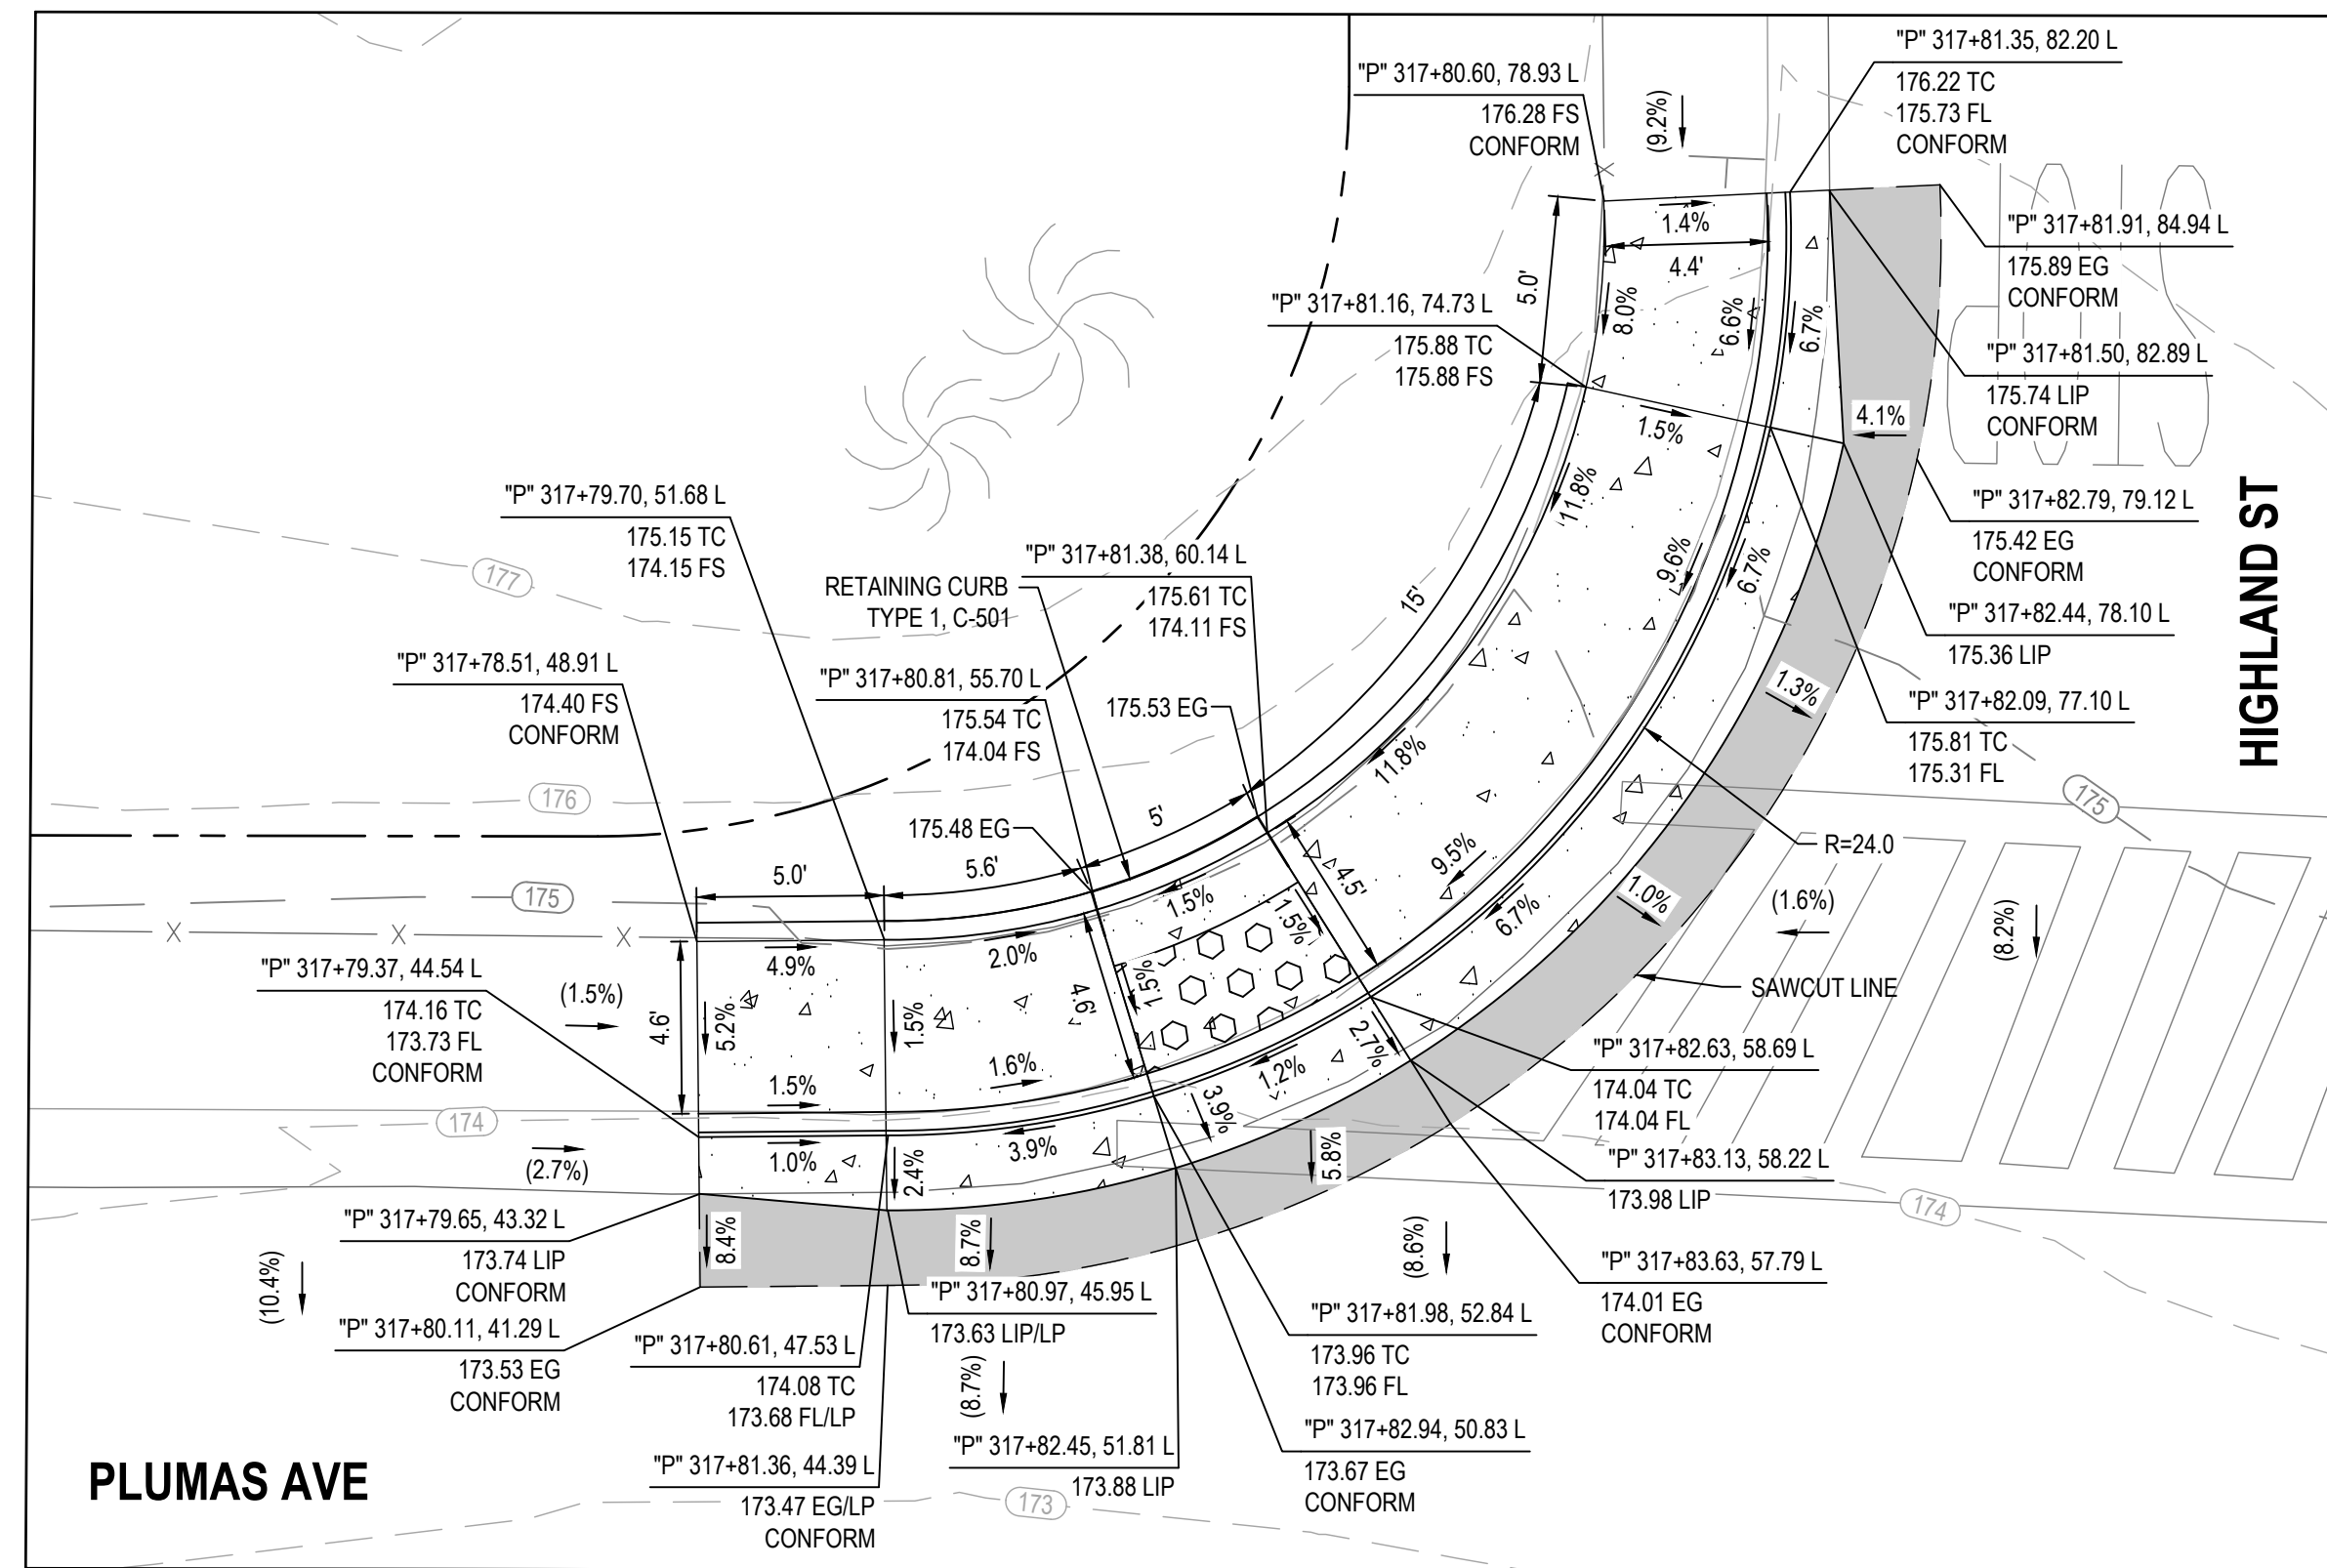 "P" 317+81.35, 82.20 L
176.22 TC
175.73 FL
CONFORM
"P" 317+80.60, 78.93 L
176.28 FS
CONFORM
(9.2%)
"P" 317+81.91, 84.94 L
175.89 EG
CONFORM
1.4%
4.4'
5.0'
8.0%
6.6%
6.7%
"P" 317+81.16, 74.73 L
175.88 TC
175.88 FS
"P" 317+81.50, 82.89 L
175.74 LIP
CONFORM
4.1%
1.5%
11.8%
"P" 317+82.79, 79.12 L
175.42 EG
CONFORM
HIGHLAND ST
"P" 317+79.70, 51.68 L
175.15 TC
174.15 FS
177
RETAINING CURB
TYPE 1, C-501
"P" 317+81.38, 60.14 L
175.61 TC
174.11 FS
15'
9.6%
6.7%
"P" 317+82.44, 78.10 L
175.36 LIP
"P" 317+78.51, 48.91 L
174.40 FS
CONFORM
"P" 317+80.81, 55.70 L
175.54 TC
174.04 FS
175.53 EG
11.8%
1.3%
"P" 317+82.09, 77.10 L
175.81 TC
175.31 FL
176
175
175.48 EG
5'
R=24.0
5.0'
5.6'
175
9.5%
4.5'
1.5%
1.5%
6.7%
1.0%
(1.6%)
(8.2%)
4.9%
2.0%
1.5%
4.9'
SAWCUT LINE
"P" 317+79.37, 44.54 L
174.16 TC
173.73 FL
CONFORM
(1.5%)
4.6'
5.2%
1.5%
1.5%
1.6%
2.7%
1.2%
3.9%
"P" 317+82.63, 58.69 L
174.04 TC
174.04 FL
174
(2.7%)
1.0%
2.4%
3.9%
5.8%
"P" 317+83.13, 58.22 L
173.98 LIP
174
"P" 317+79.65, 43.32 L
173.74 LIP
CONFORM
8.4%
8.7%
(8.6%)
(10.4%)
"P" 317+83.63, 57.79 L
174.01 EG
CONFORM
"P" 317+80.11, 41.29 L
173.53 EG
CONFORM
"P" 317+80.97, 45.95 L
173.63 LIP/LP
"P" 317+81.98, 52.84 L
173.96 TC
173.96 FL
"P" 317+80.61, 47.53 L
174.08 TC
173.68 FL/LP
(8.7%)
"P" 317+82.45, 51.81 L
173.88 LIP
"P" 317+82.94, 50.83 L
173.67 EG
CONFORM
"P" 317+81.36, 44.39 L
173.47 EG/LP
CONFORM
PLUMAS AVE
173